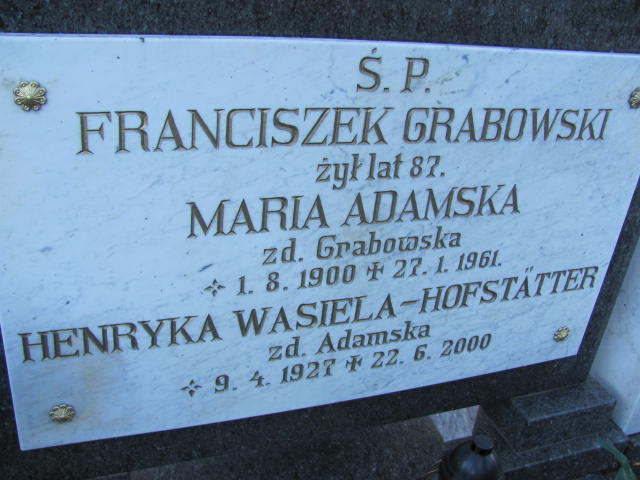 Ś. P.
FRANCISZEK GRABOWSKI
żył lat 87.
MARIA ADAMSKA
zd. Grabowska
✧ 1. 8. 1900 ✝ 27. 1. 1961.
HENRYKA WASIELA-HOFSTÄTTER
zd. Adamska
✧ 9. 4. 1927 ✝ 22. 6. 2000